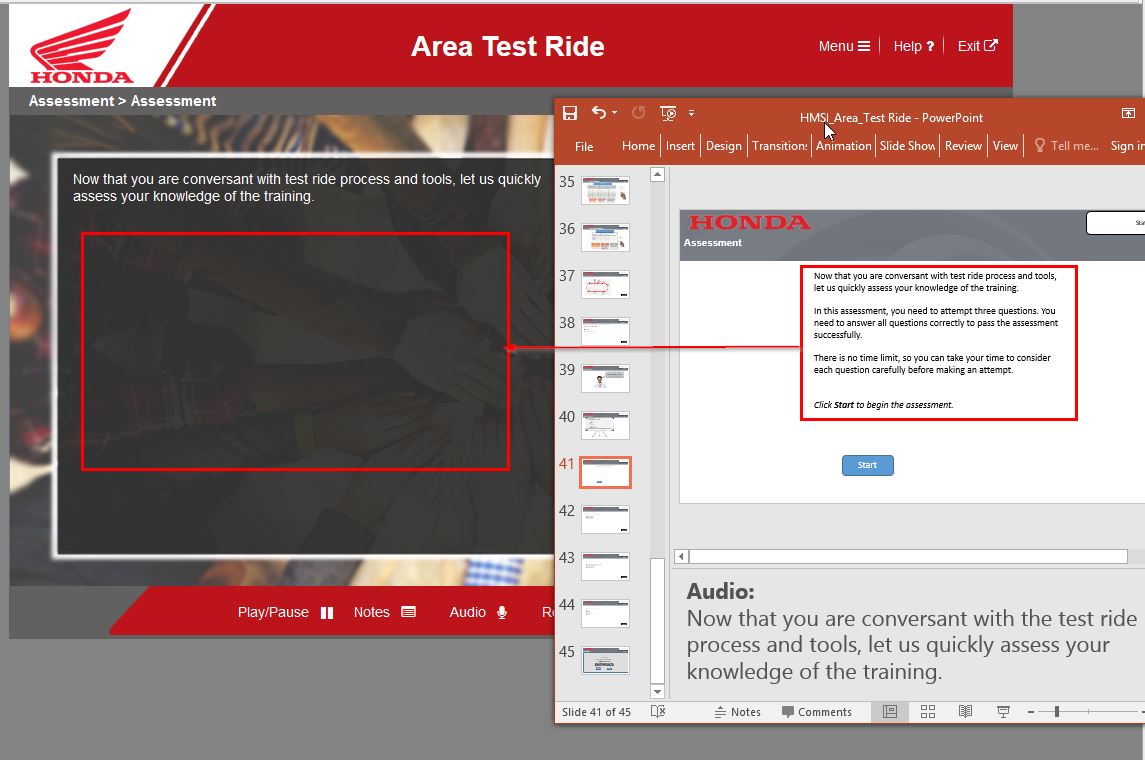 HONDA
Area Test Ride
Menu
Help ?
Exit
Assessment > Assessment
Now that you are conversant with test ride process and tools, let us quickly
assess your knowledge of the training.
Play/Pause
Notes
Audio
HMSI_Area_Test Ride - PowerPoint
File
Home
Insert
Design
Transitions
Animation
Slide Show
Review
View
Tell me...
Sign in
35
36
37
38
39
40
41
42
43
44
45
HONDA
Assessment
Now that you are conversant with test ride process and tools,
let us quickly assess your knowledge of the training.
In this assessment, you need to attempt three questions. You
need to answer all questions correctly to pass the assessment
successfully.
There is no time limit, so you can take your time to consider
each question carefully before making an attempt.
Click Start to begin the assessment.
Start
Audio:
Now that you are conversant with the test ride
process and tools, let us quickly assess your
knowledge of the training.
Slide 41 of 45
Notes
Comments